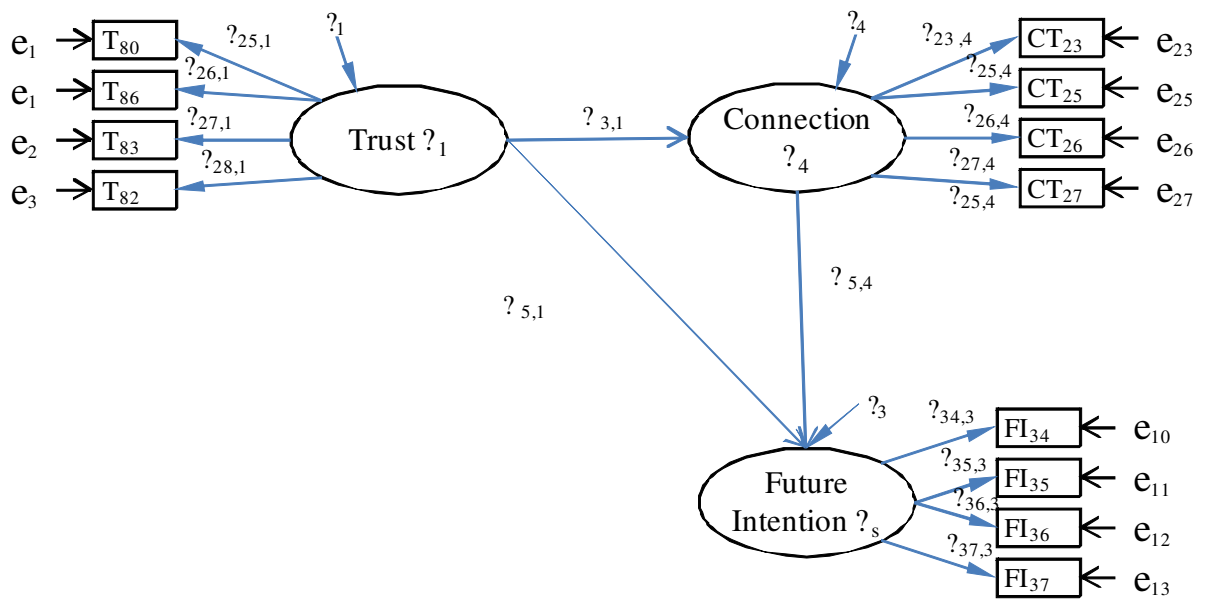 e₁ T₈₀ ?₂₅,₁ ?₁
e₁ T₈₆ ?₂₆,₁
e₂ T₈₃ ?₂₇,₁
e₃ T₈₂ ?₂₈,₁
Trust ?₁
? ₃,₁
?₄
Connection
?₄
?₂₃,₄ CT₂₃ e₂₃
?₂₅,₄ CT₂₅ e₂₅
?₂₆,₄ CT₂₆ e₂₆
?₂₇,₄ CT₂₇ e₂₇
?₂₅,₄
? ₅,₁
? ₅,₄
?₃
Future
Intention ?ₛ
?₃₄,₃ FI₃₄ e₁₀
?₃₅,₃ FI₃₅ e₁₁
?₃₆,₃ FI₃₆ e₁₂
?₃₇,₃ FI₃₇ e₁₃